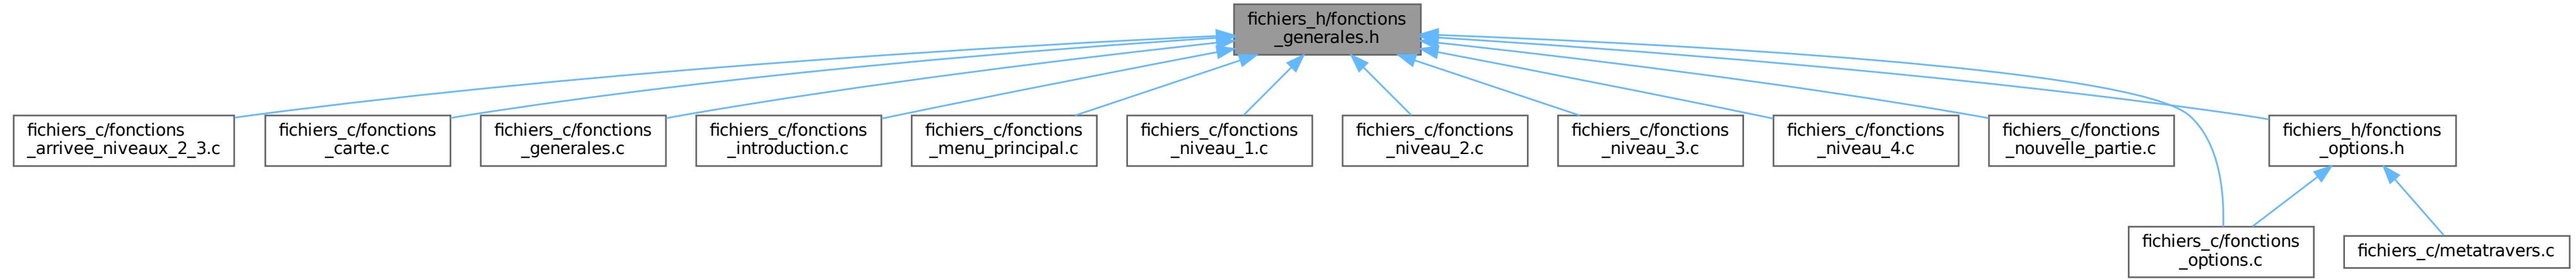 fichiers_h/fonctions
_generales.h
fichiers_c/fonctions
_arrivee_niveaux_2_3.c
fichiers_c/fonctions
_carte.c
fichiers_c/fonctions
_generales.c
fichiers_c/fonctions
_introduction.c
fichiers_c/fonctions
_menu_principal.c
fichiers_c/fonctions
_niveau_1.c
fichiers_c/fonctions
_niveau_2.c
fichiers_c/fonctions
_niveau_3.c
fichiers_c/fonctions
_niveau_4.c
fichiers_c/fonctions
_nouvelle_partie.c
fichiers_h/fonctions
_options.h
fichiers_c/fonctions
_options.c
fichiers_c/metatravers.c